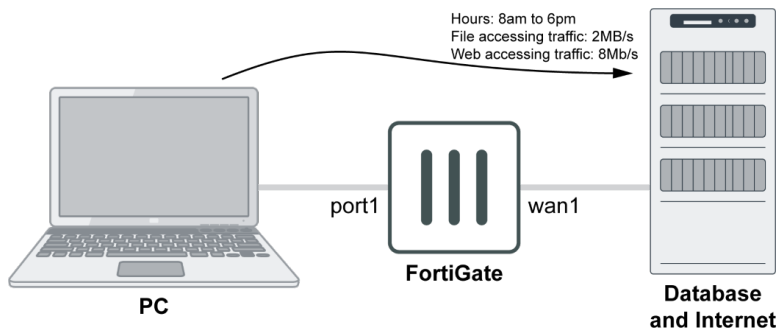 Hours: 8am to 6pm
File accessing traffic: 2MB/s
Web accessing traffic: 8Mb/s
port1
wan1
FortiGate
PC
Database
and Internet